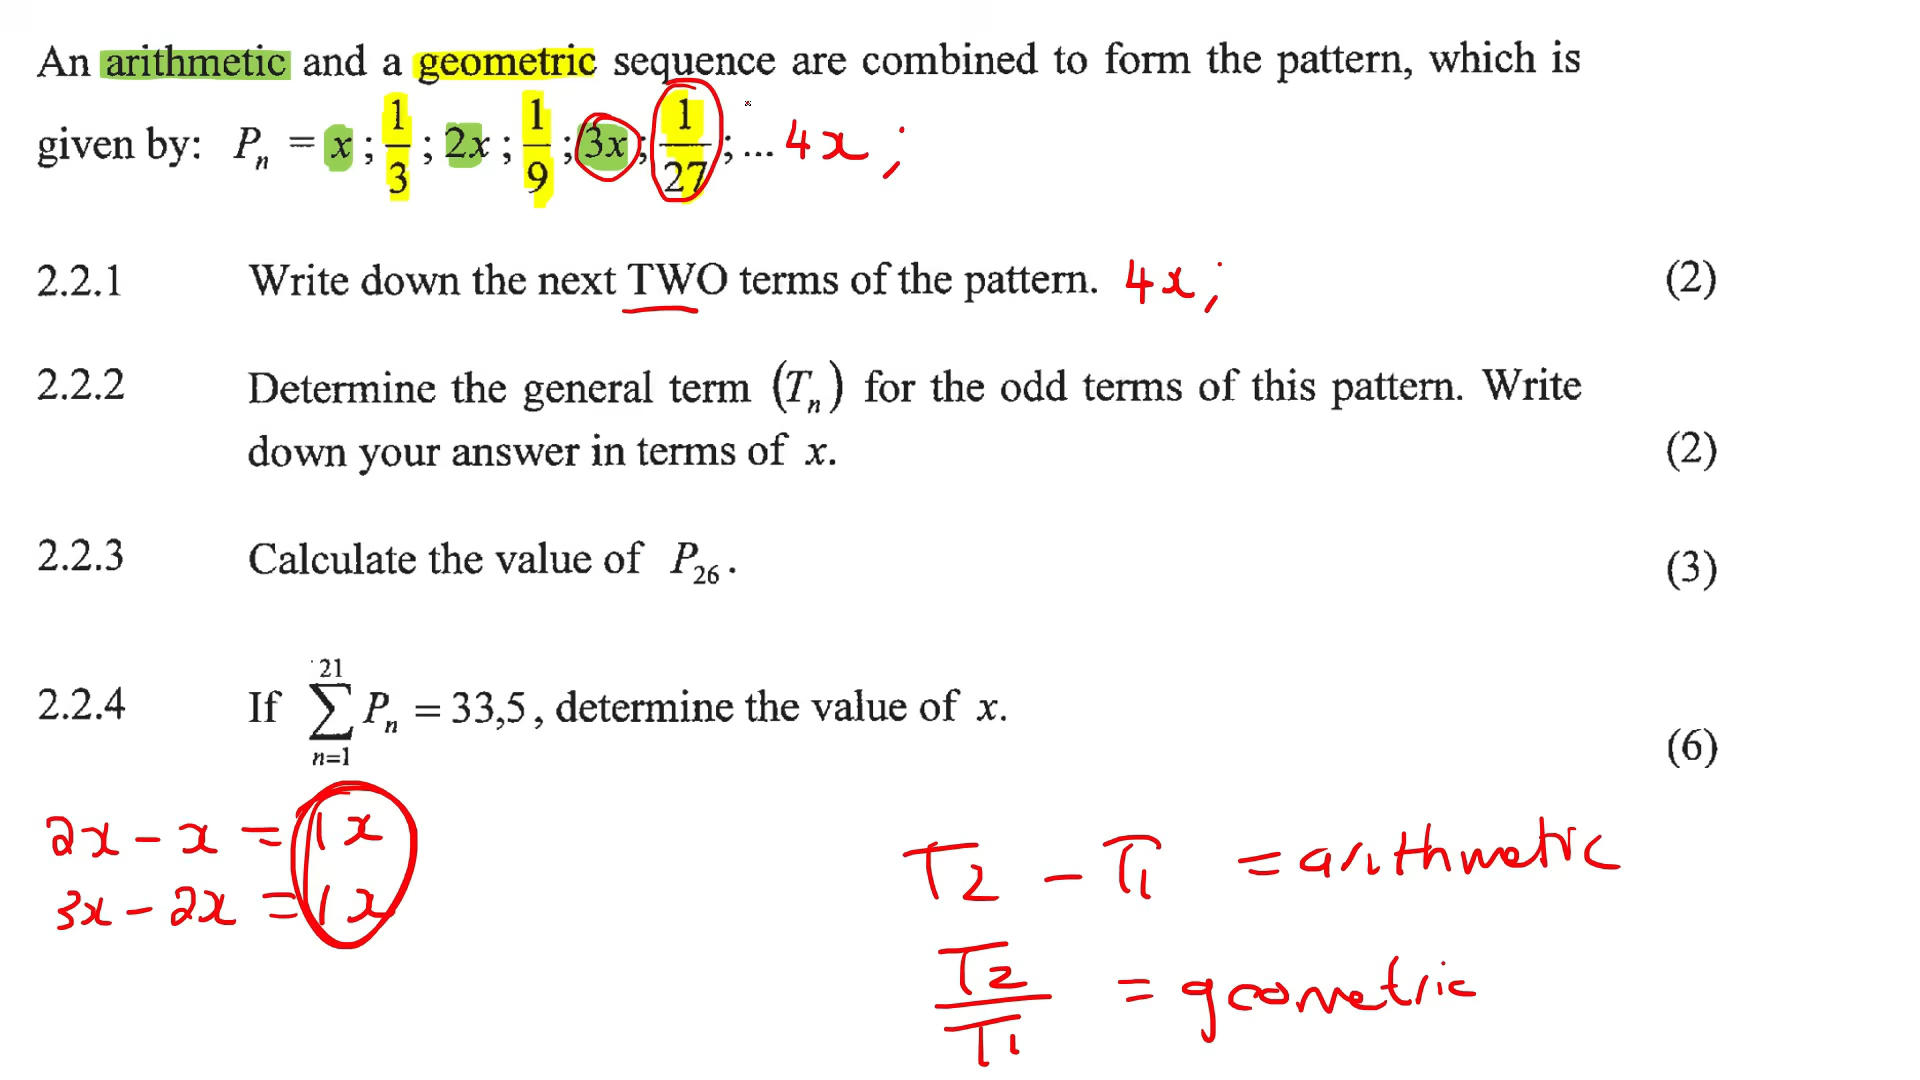 An arithmetic and a geometric sequence are combined to form the pattern, which is
given by: Pₙ = x ; 1/3 ; 2x ; 1/9 ; 3x ; 1/27 ; ... 4x ;
2.2.1 Write down the next TWO terms of the pattern. 4x ; (2)
2.2.2 Determine the general term (Tₙ) for the odd terms of this pattern. Write
down your answer in terms of x. (2)
2.2.3 Calculate the value of P₂₆ . (3)
2.2.4 If ∑_{n=1}^{21} Pₙ = 33,5 , determine the value of x. (6)
2x - x = 1x
3x - 2x = 1x
T2 - T1 = arithmetic
T2/T1 = geometric